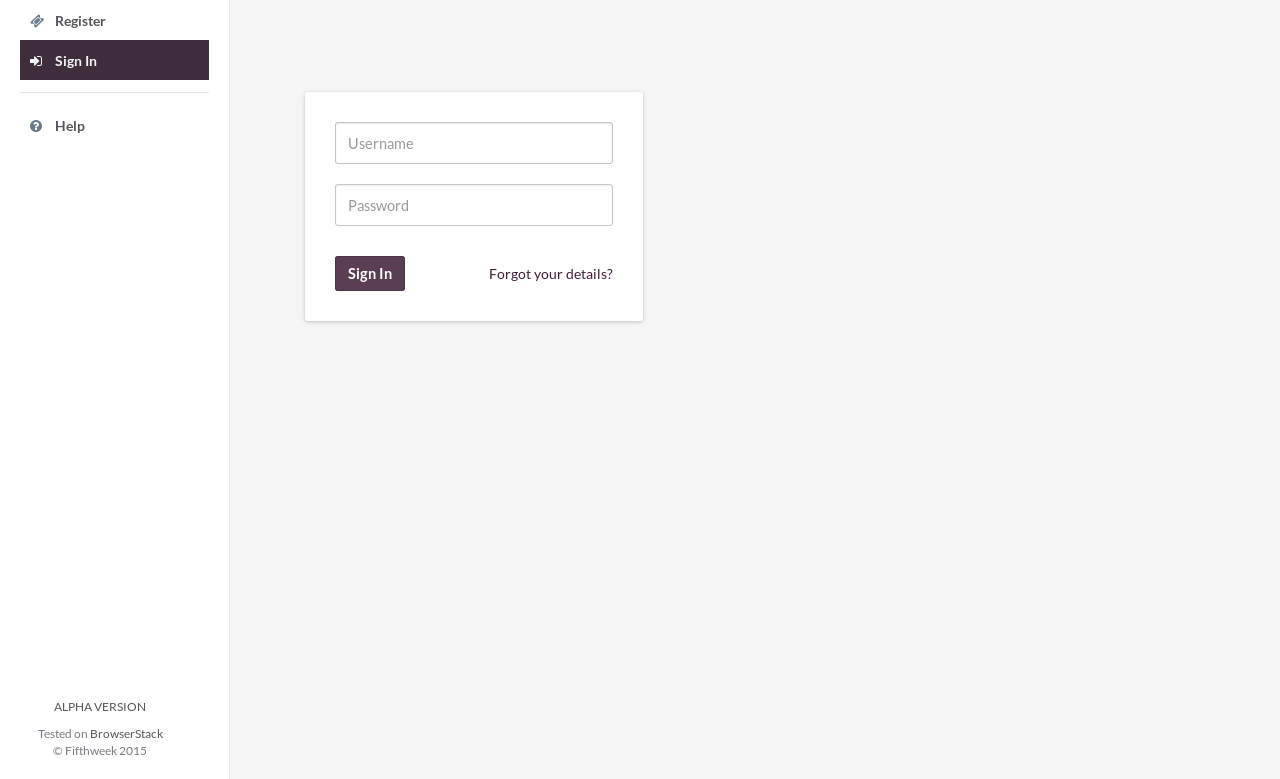 Register
Sign In
Help
Username
Password
Sign In
Forgot your details?
ALPHA VERSION
Tested on BrowserStack
© Fifthweek 2015